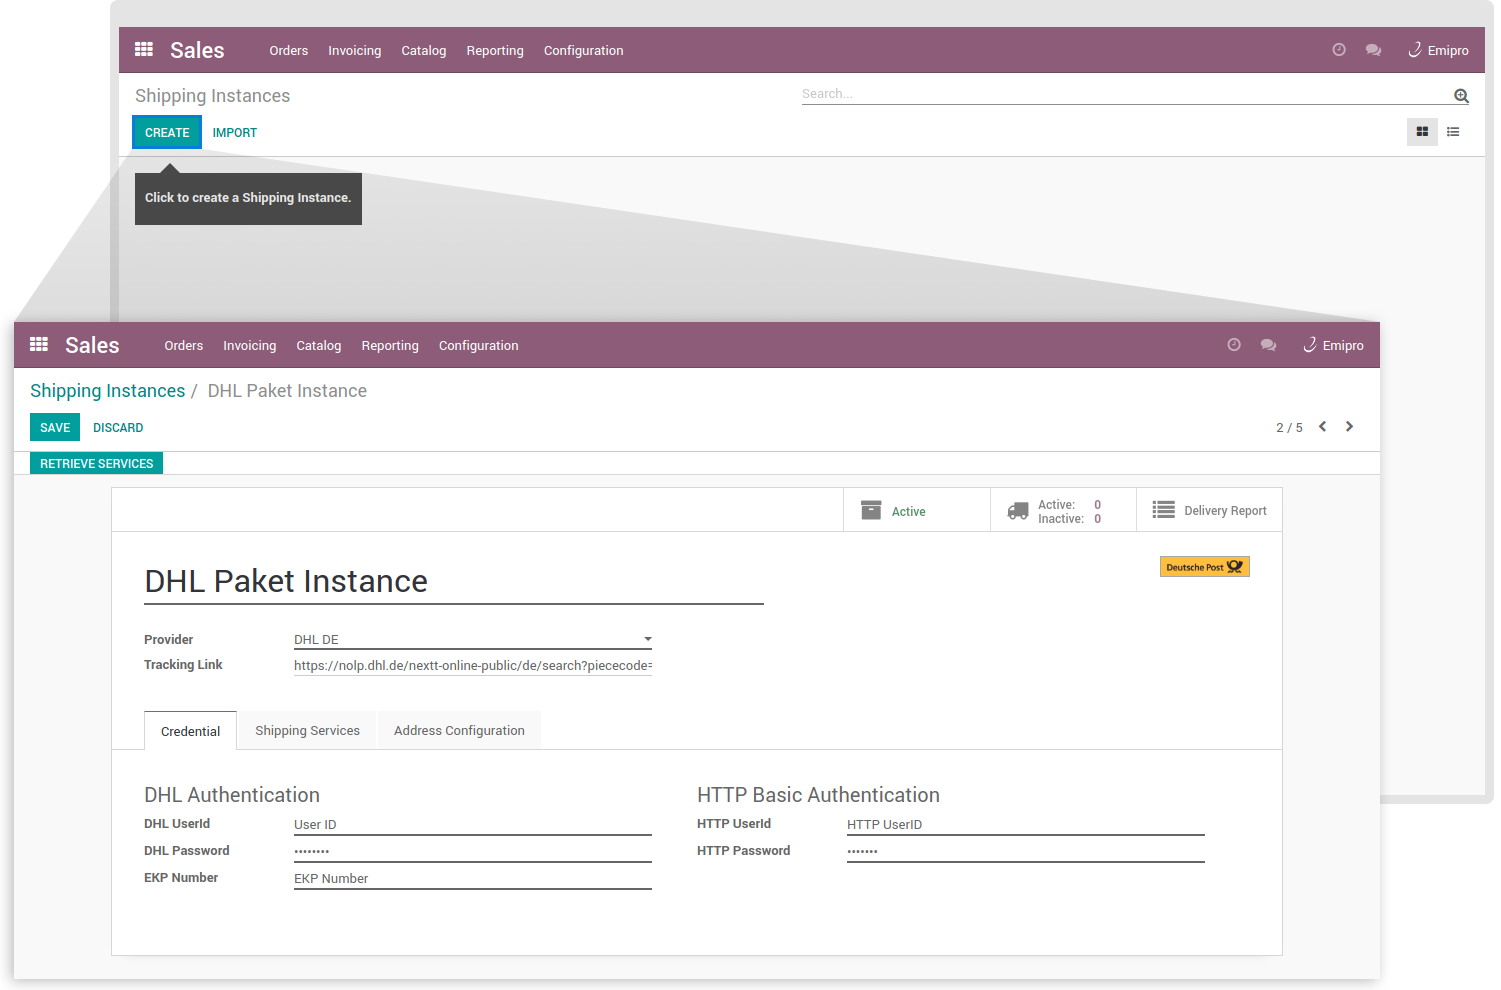 Sales Orders Invoicing Catalog Reporting Configuration Emipro
Shipping Instances Search...
CREATE IMPORT
Click to create a Shipping Instance.
Sales Orders Invoicing Catalog Reporting Configuration Emipro
Shipping Instances / DHL Paket Instance
SAVE DISCARD 2 / 5
RETRIEVE SERVICES
Active
Active: 0
Inactive: 0
Delivery Report
Deutsche Post
DHL Paket Instance
Provider DHL DE
Tracking Link https://nolp.dhl.de/nextt-online-public/de/search?piececode=
Credential Shipping Services Address Configuration
DHL Authentication HTTP Basic Authentication
DHL UserId User ID HTTP UserId HTTP UserID
DHL Password •••••••• HTTP Password •••••••
EKP Number EKP Number